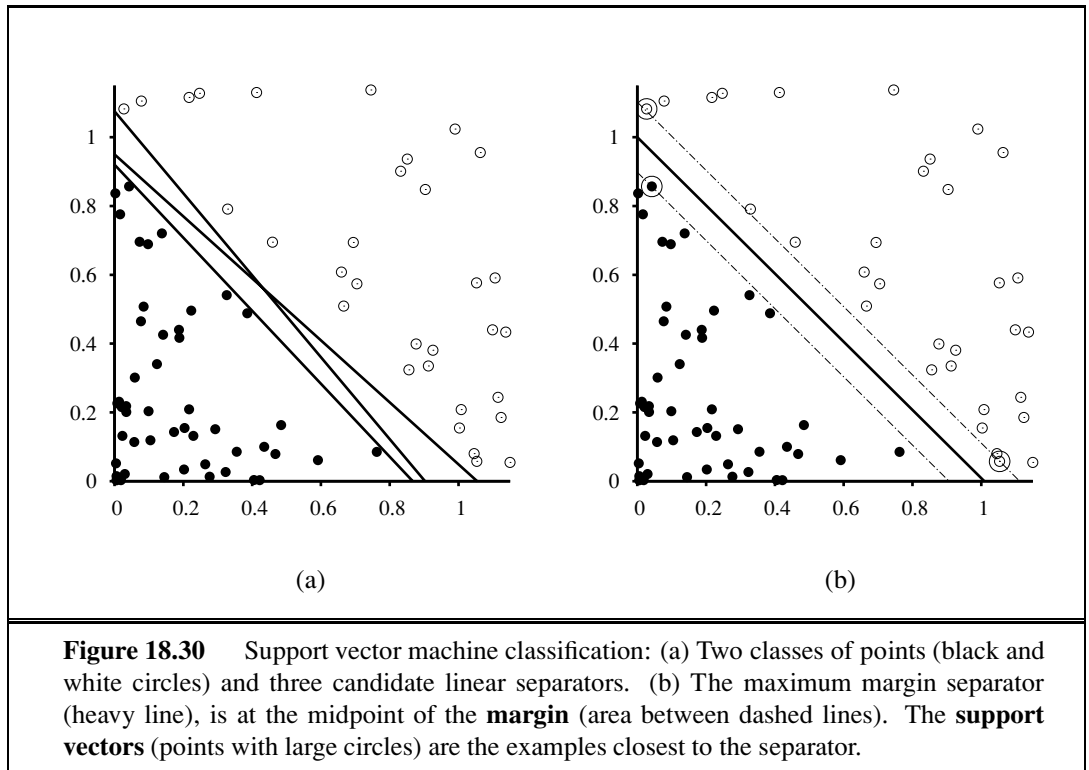 1
0.8
0.6
0.4
0.2
0
0 0.2 0.4 0.6 0.8 1
(a)
1
0.8
0.6
0.4
0.2
0
0 0.2 0.4 0.6 0.8 1
(b)
Figure 18.30 Support vector machine classification: (a) Two classes of points (black and
white circles) and three candidate linear separators. (b) The maximum margin separator
(heavy line), is at the midpoint of the margin (area between dashed lines). The support
vectors (points with large circles) are the examples closest to the separator.